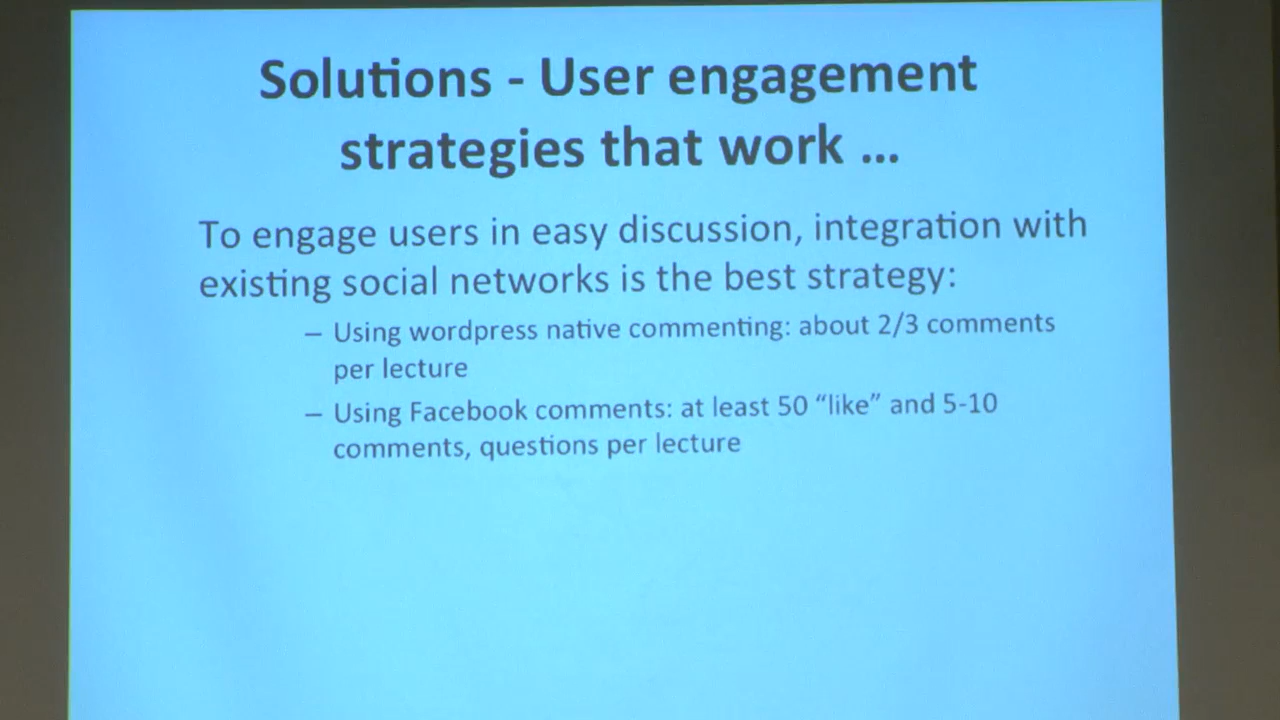 Solutions - User engagement
strategies that work ...
To engage users in easy discussion, integration with
existing social networks is the best strategy:
– Using wordpress native commenting: about 2/3 comments
per lecture
– Using Facebook comments: at least 50 “like” and 5-10
comments, questions per lecture